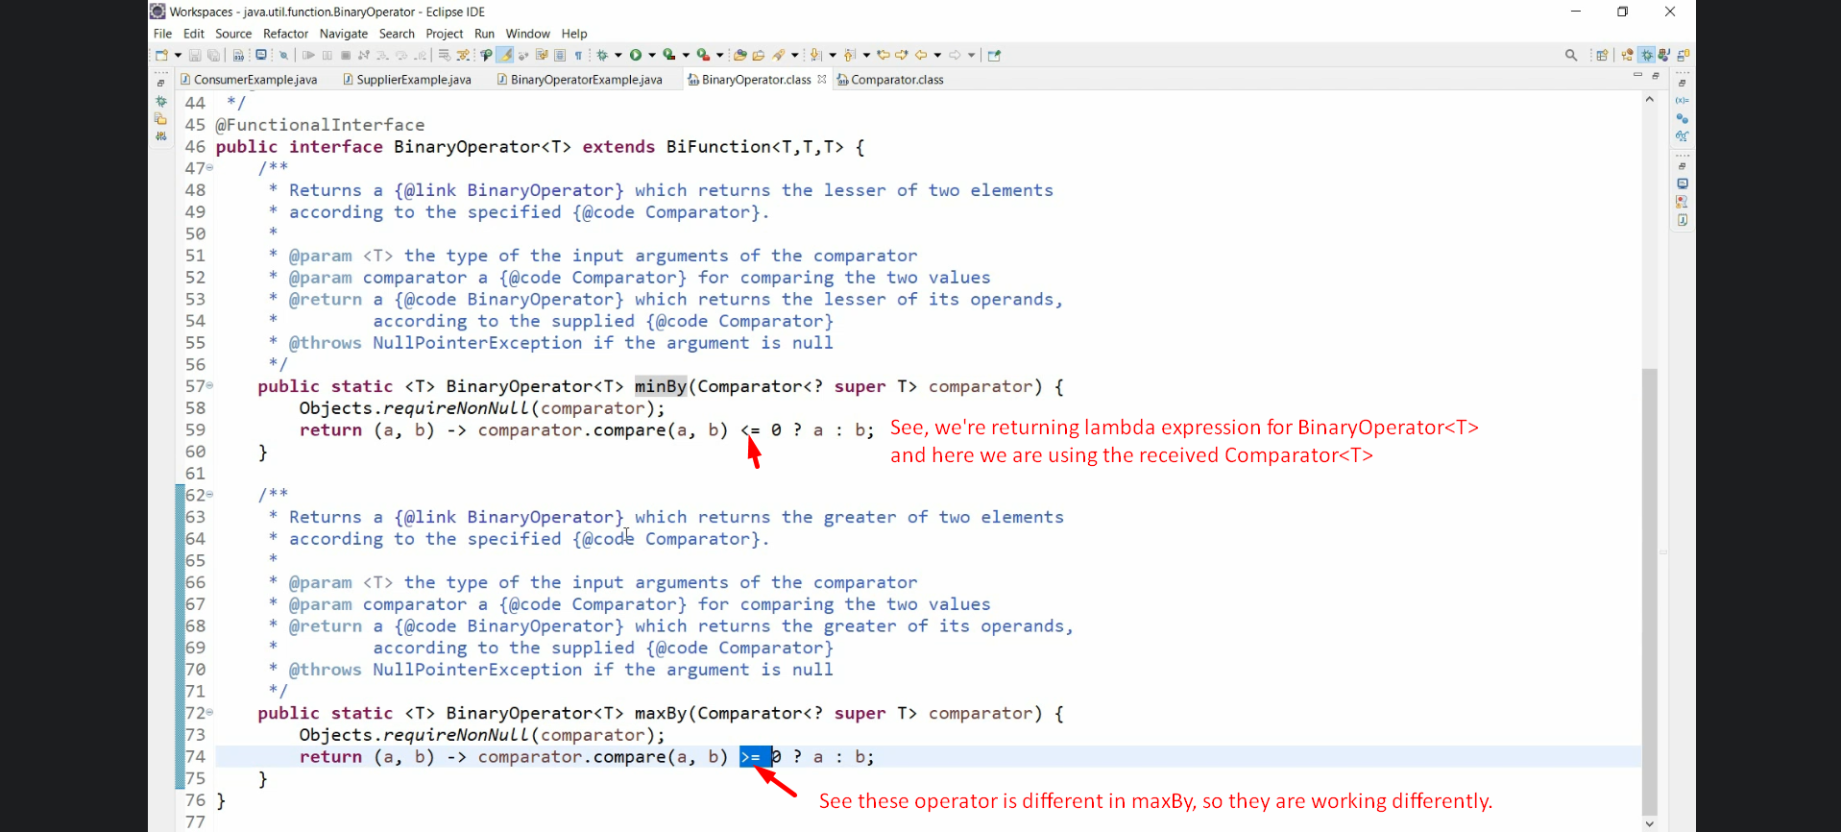 Workspaces - java.util.function.BinaryOperator - Eclipse IDE
File Edit Source Refactor Navigate Search Project Run Window Help
ConsumerExample.java SupplierExample.java BinaryOperatorExample.java BinaryOperator.class Comparator.class
44 */
45 @FunctionalInterface
46 public interface BinaryOperator<T> extends BiFunction<T,T,T> {
47 /**
48 * Returns a {@link BinaryOperator} which returns the lesser of two elements
49 * according to the specified {@code Comparator}.
50 *
51 * @param <T> the type of the input arguments of the comparator
52 * @param comparator a {@code Comparator} for comparing the two values
53 * @return a {@code BinaryOperator} which returns the lesser of its operands,
54 * according to the supplied {@code Comparator}
55 * @throws NullPointerException if the argument is null
56 */
57 public static <T> BinaryOperator<T> minBy(Comparator<? super T> comparator) {
58 Objects.requireNonNull(comparator);
59 return (a, b) -> comparator.compare(a, b) <= 0 ? a : b; See, we're returning lambda expression for BinaryOperator<T>
and here we are using the received Comparator<T>
60 }
61
62 /**
63 * Returns a {@link BinaryOperator} which returns the greater of two elements
64 * according to the specified {@code Comparator}.
65 *
66 * @param <T> the type of the input arguments of the comparator
67 * @param comparator a {@code Comparator} for comparing the two values
68 * @return a {@code BinaryOperator} which returns the greater of its operands,
69 * according to the supplied {@code Comparator}
70 * @throws NullPointerException if the argument is null
71 */
72 public static <T> BinaryOperator<T> maxBy(Comparator<? super T> comparator) {
73 Objects.requireNonNull(comparator);
74 return (a, b) -> comparator.compare(a, b) >= 0 ? a : b;
75 }
76 }
See these operator is different in maxBy, so they are working differently.
77